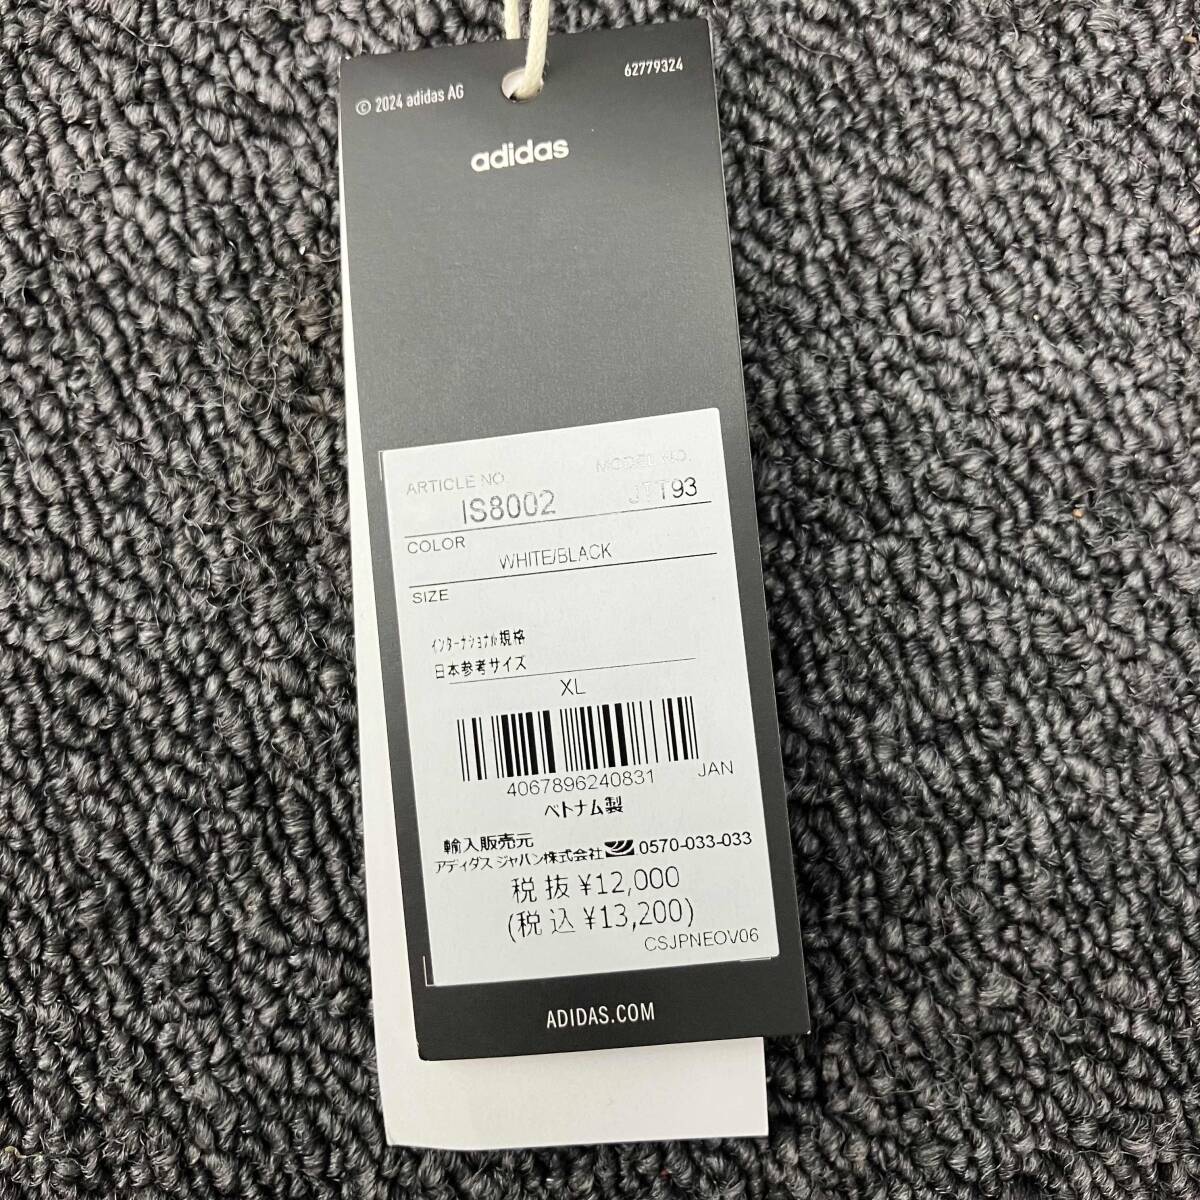 © 2024 adidas AG
62779324
adidas
ARTICLE NO.
MODEL NO.
IS8002
JTT93
COLOR
WHITE/BLACK
SIZE
インターナショナル規格
日本参考サイズ
XL
4067896240831
JAN
ベトナム製
輸入販売元
アディダス ジャパン株式会社 0570-033-033
税抜 ¥12,000
(税込 ¥13,200)
CSJPNEOV06
ADIDAS.COM